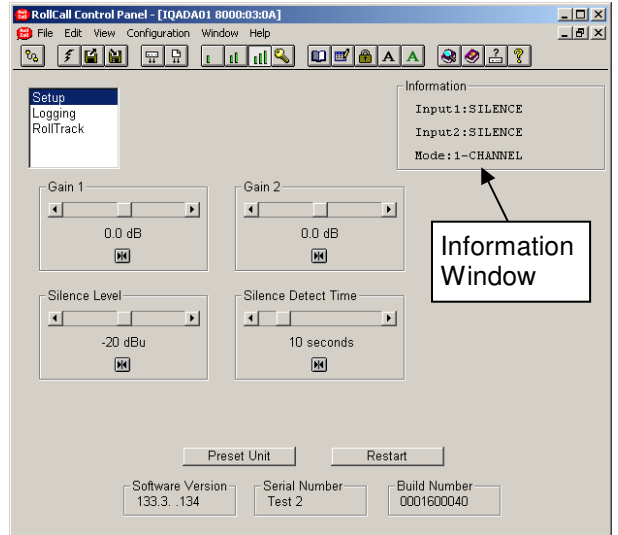 RollCall Control Panel - [IQADA01 8000:03:0A]
File Edit View Configuration Window Help
A A
Setup
Logging
RollTrack
Information
Input1:SILENCE
Input2:SILENCE
Mode:1-CHANNEL
Information
Window
Gain 1
0.0 dB
Gain 2
0.0 dB
Silence Level
-20 dBu
Silence Detect Time
10 seconds
Preset Unit
Restart
Software Version
133.3. .134
Serial Number
Test 2
Build Number
0001600040